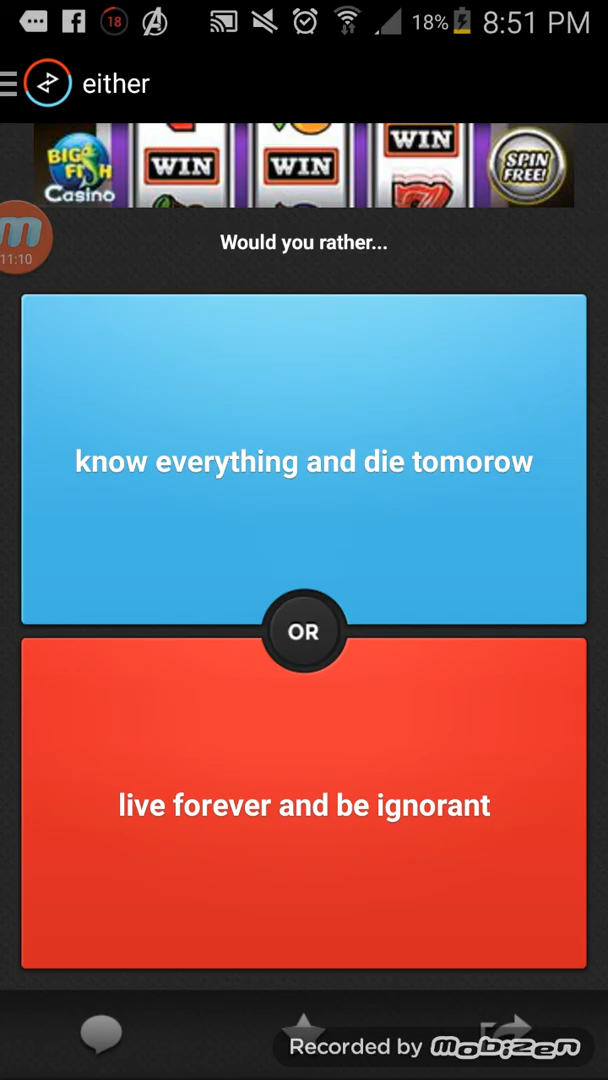 18
18%
8:51 PM
either
BIG FISH
Casino
WIN
WIN
WIN
SPIN
FREE!
11:10
Would you rather...
know everything and die tomorow
OR
live forever and be ignorant
Recorded by mobizen